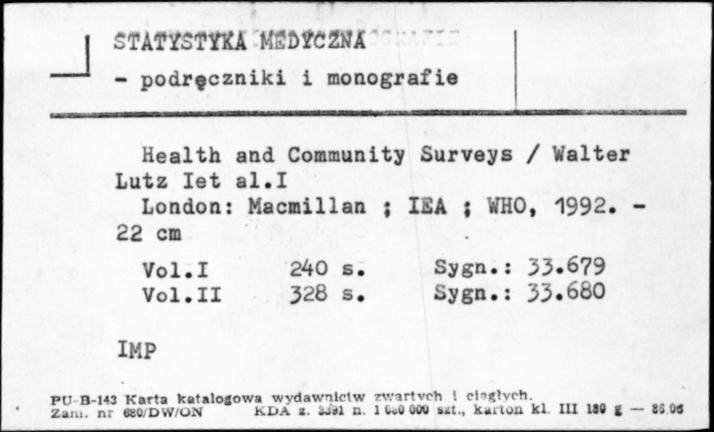 STATYSTYKA MEDYCZNA
- podręczniki i monografie
Health and Community Surveys / Walter
Lutz Iet al.I
London: Macmillan ; IEA ; WHO, 1992. -
22 cm
Vol.I 240 s. Sygn.: 33.679
Vol.II 328 s. Sygn.: 33.680
IMP
PU-B-143 Karta katalogowa wydawnictw zwartych i ciągłych.
Zam. nr 680/DW/ON KDA z. 3391 n. 1 000 000 szt., karton kl. III 180 g — 86.06